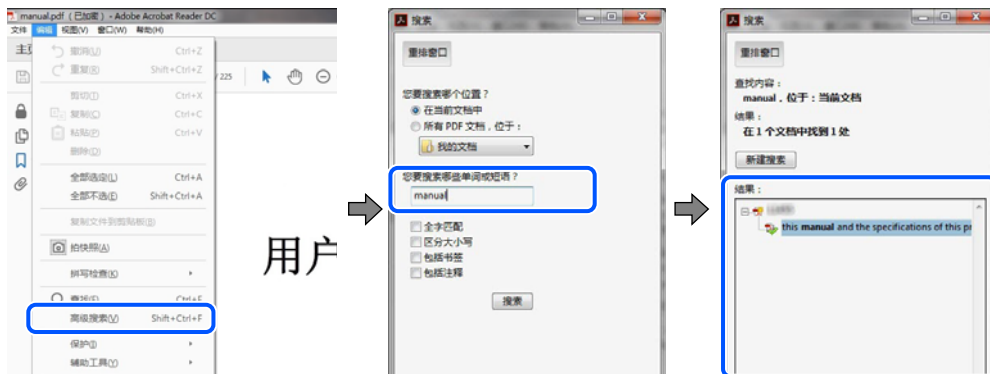 manual.pdf （已加密） - Adobe Acrobat Reader DC
文件 编辑 视图(V) 窗口(W) 帮助(H)
主页
撤消(U) Ctrl+Z
重复(R) Shift+Ctrl+Z
/ 225
剪切(T) Ctrl+X
复制(C) Ctrl+C
粘贴(P) Ctrl+V
删除(D)
全部选定(L) Ctrl+A
全部不选(E) Shift+Ctrl+A
复制文件到剪贴板(B)
拍快照(A)
拼写检查(K)
查找(F) Ctrl+F
高级搜索(V) Shift+Ctrl+F
保护(I)
辅助工具(Y)
用户
搜索
重排窗口
您要搜索哪个位置？
在当前文档中
所有 PDF 文档，位于：
我的文档
您要搜索哪些单词或短语？
manual
全字匹配
区分大小写
包括书签
包括注释
搜索
搜索
重排窗口
查找内容：
manual，位于：当前文档
结果：
在 1 个文档中找到 1 处
新建搜索
结果：
this manual and the specifications of this pr